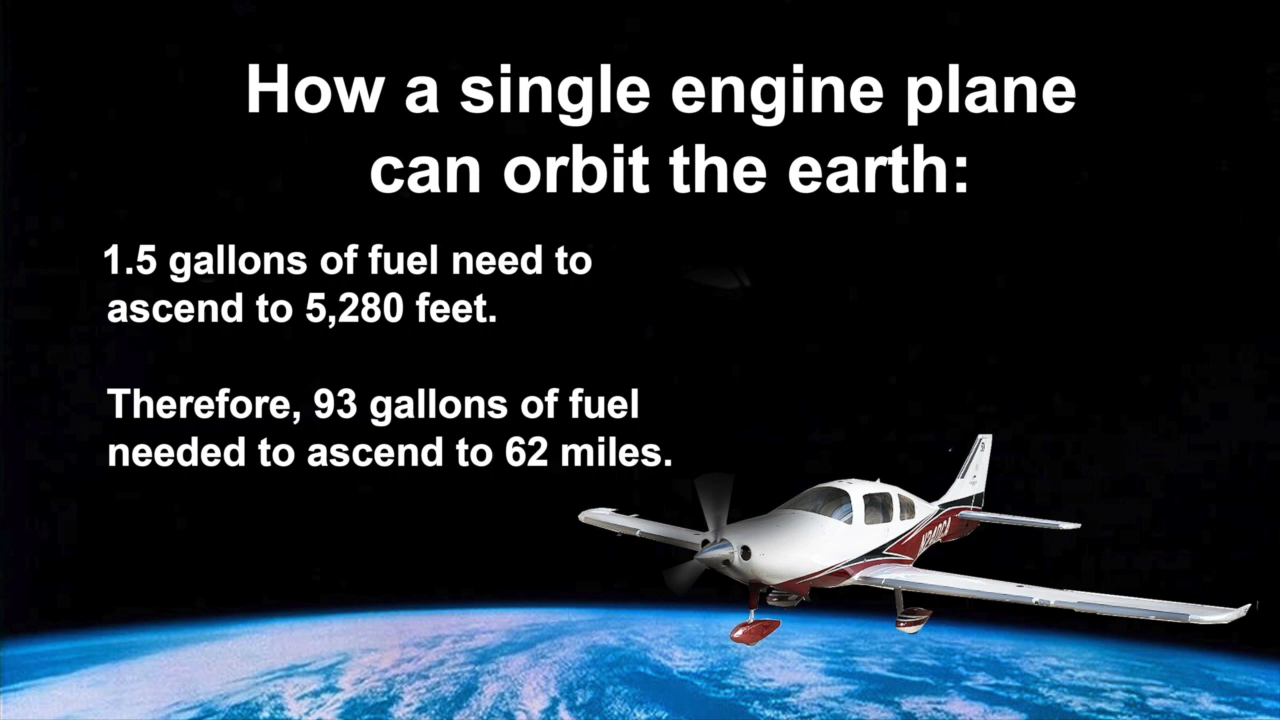 How a single engine plane
can orbit the earth:
1.5 gallons of fuel need to
ascend to 5,280 feet.
Therefore, 93 gallons of fuel
needed to ascend to 62 miles.